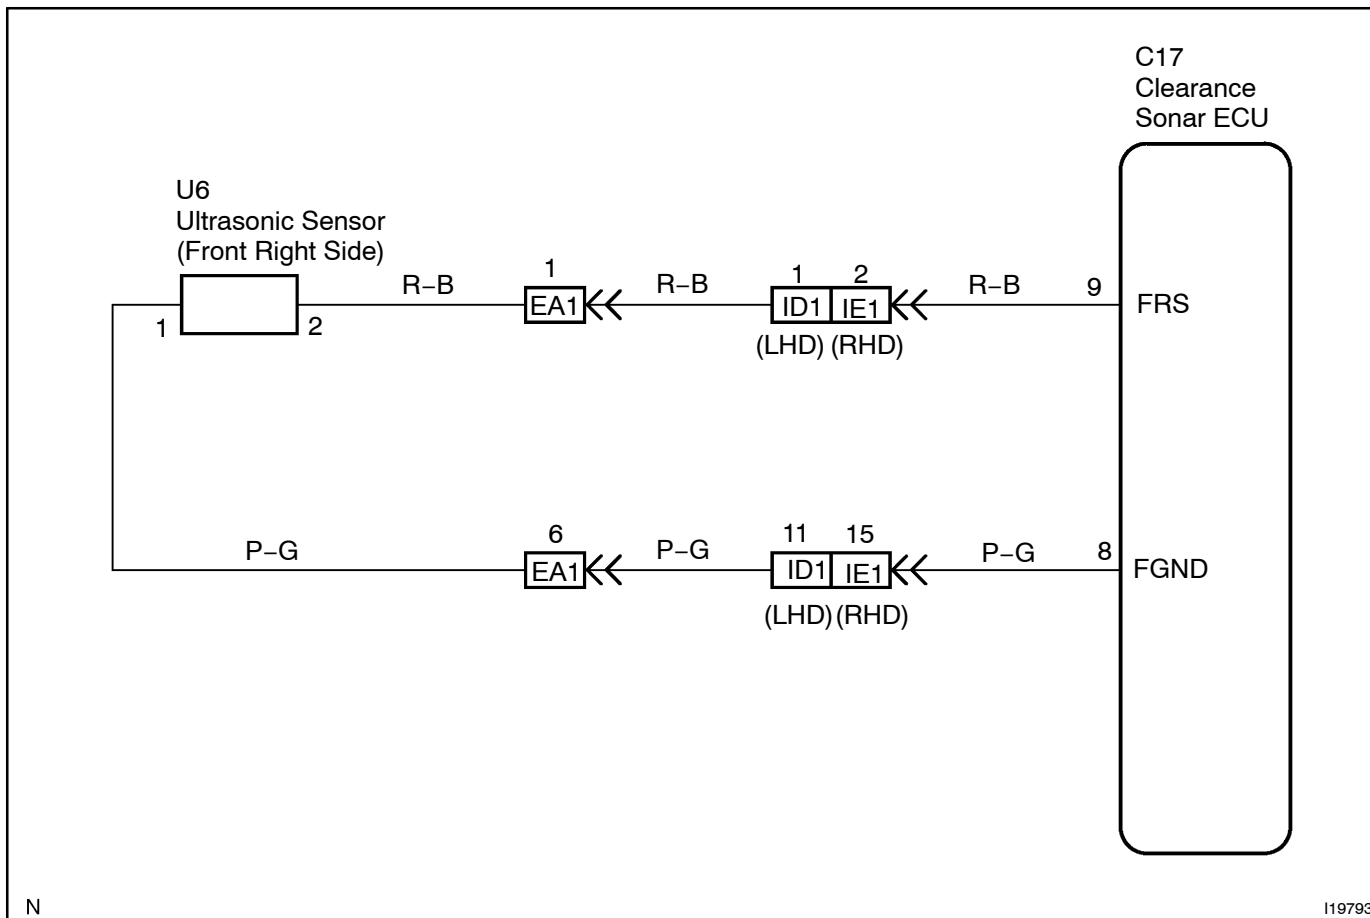 C17
Clearance
Sonar ECU
U6
Ultrasonic Sensor
(Front Right Side)
1
2
R–B
1
EA1
R–B
1 2
ID1 IE1
(LHD) (RHD)
R–B
9
FRS
P–G
6
EA1
P–G
11 15
ID1 IE1
(LHD) (RHD)
P–G
8
FGND
N
I19793